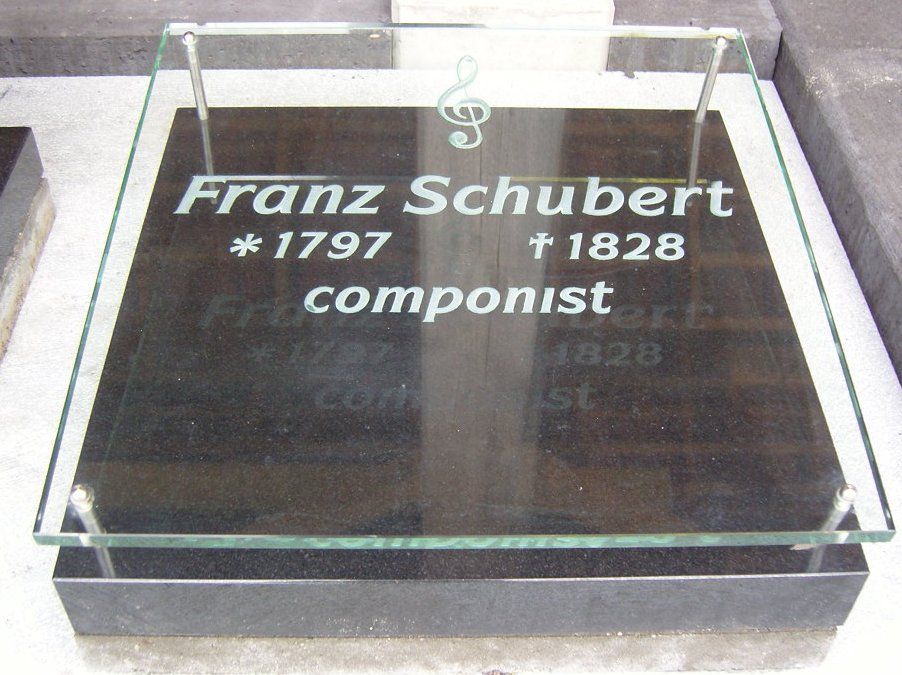 Franz Schubert
* 1797 † 1828
componist